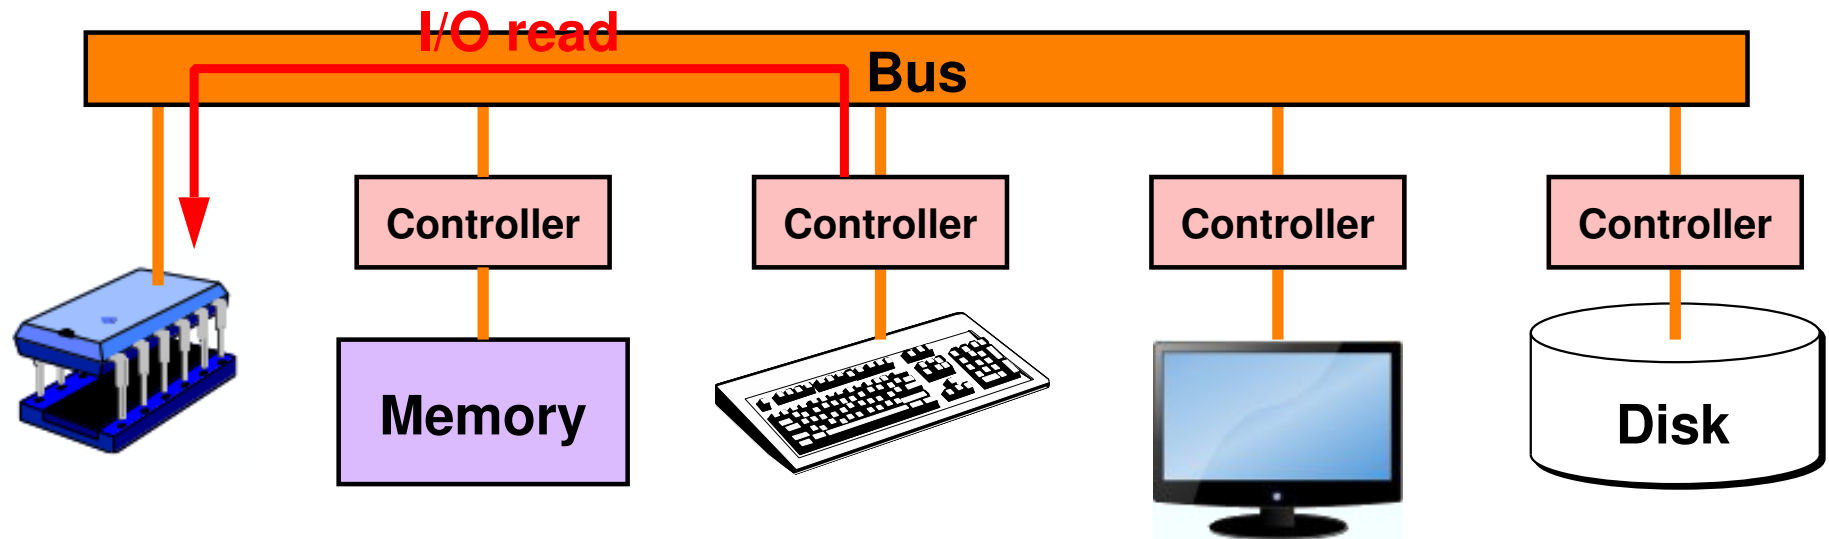 I/O read
Bus
Controller
Controller
Controller
Controller
Memory
Disk